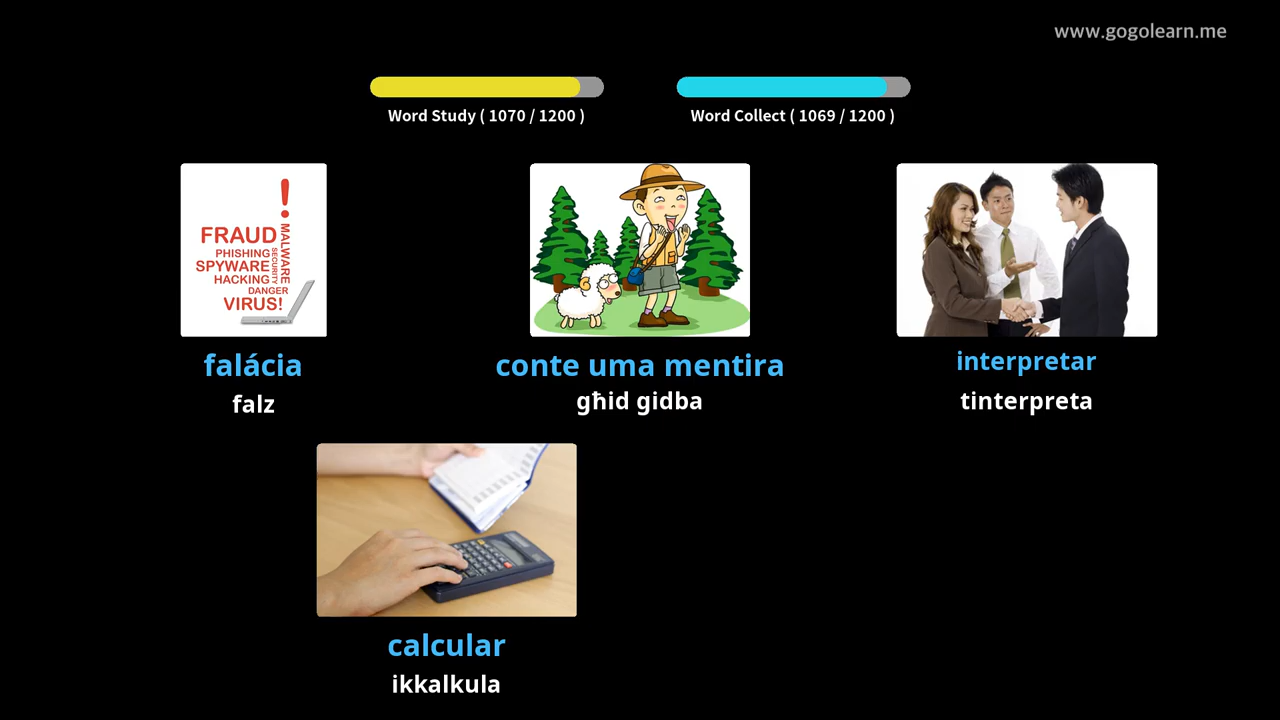 www.gogolearn.me
Word Study ( 1070 / 1200 )
Word Collect ( 1069 / 1200 )
!
FRAUD
MALWARE
PHISHING
SECURITY
SPYWARE
HACKING
DANGER
VIRUS!
falácia
falz
conte uma mentira
għid gidba
interpretar
tinterpreta
calcular
ikkalkula